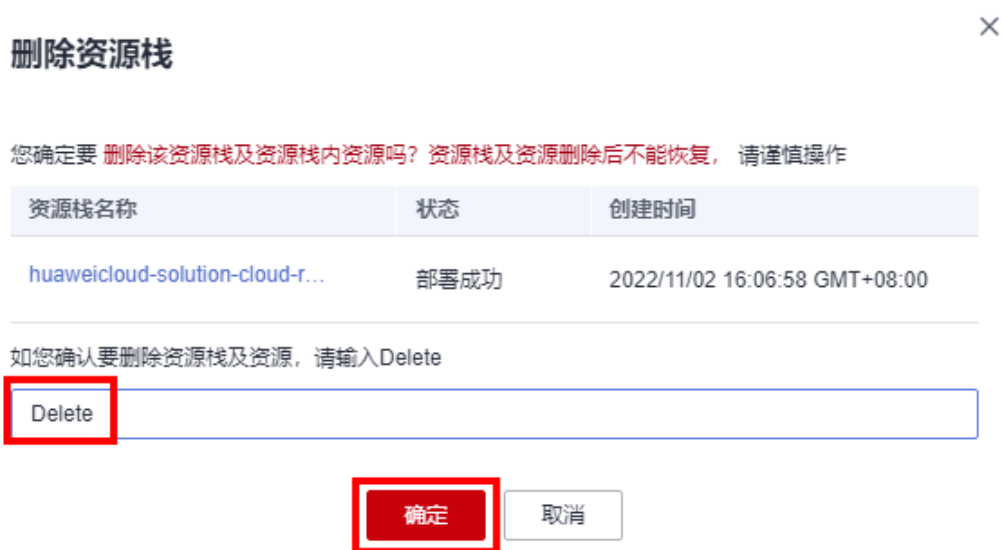 删除资源栈
您确定要 删除该资源栈及资源栈内资源吗？资源栈及资源删除后不能恢复， 请谨慎操作
资源栈名称 状态 创建时间
huaweicloud-solution-cloud-r... 部署成功 2022/11/02 16:06:58 GMT+08:00
如您确认要删除资源栈及资源，请输入Delete
Delete
确定 取消